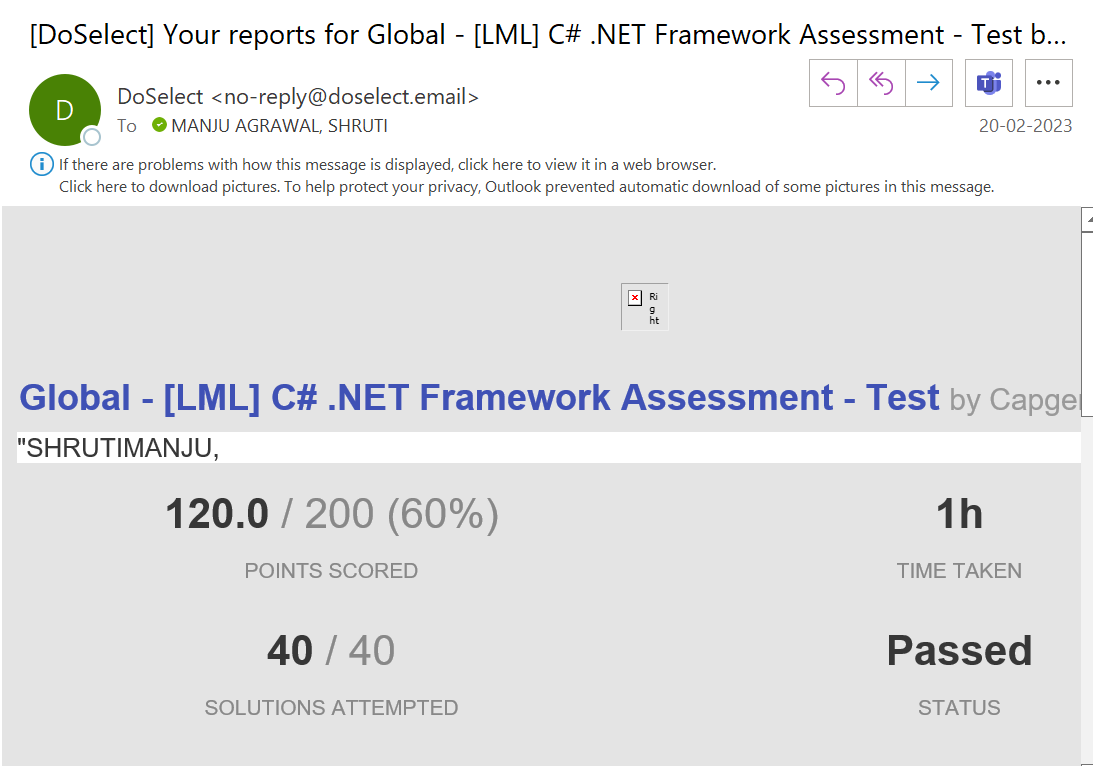 [DoSelect] Your reports for Global - [LML] C# .NET Framework Assessment - Test b...
D
DoSelect <no-reply@doselect.email>
To MANJU AGRAWAL, SHRUTI
20-02-2023
If there are problems with how this message is displayed, click here to view it in a web browser.
Click here to download pictures. To help protect your privacy, Outlook prevented automatic download of some pictures in this message.
Ri
g
ht
Global - [LML] C# .NET Framework Assessment - Test by Capge
"SHRUTIMANJU,
120.0 / 200 (60%)
1h
POINTS SCORED
TIME TAKEN
40 / 40
Passed
SOLUTIONS ATTEMPTED
STATUS